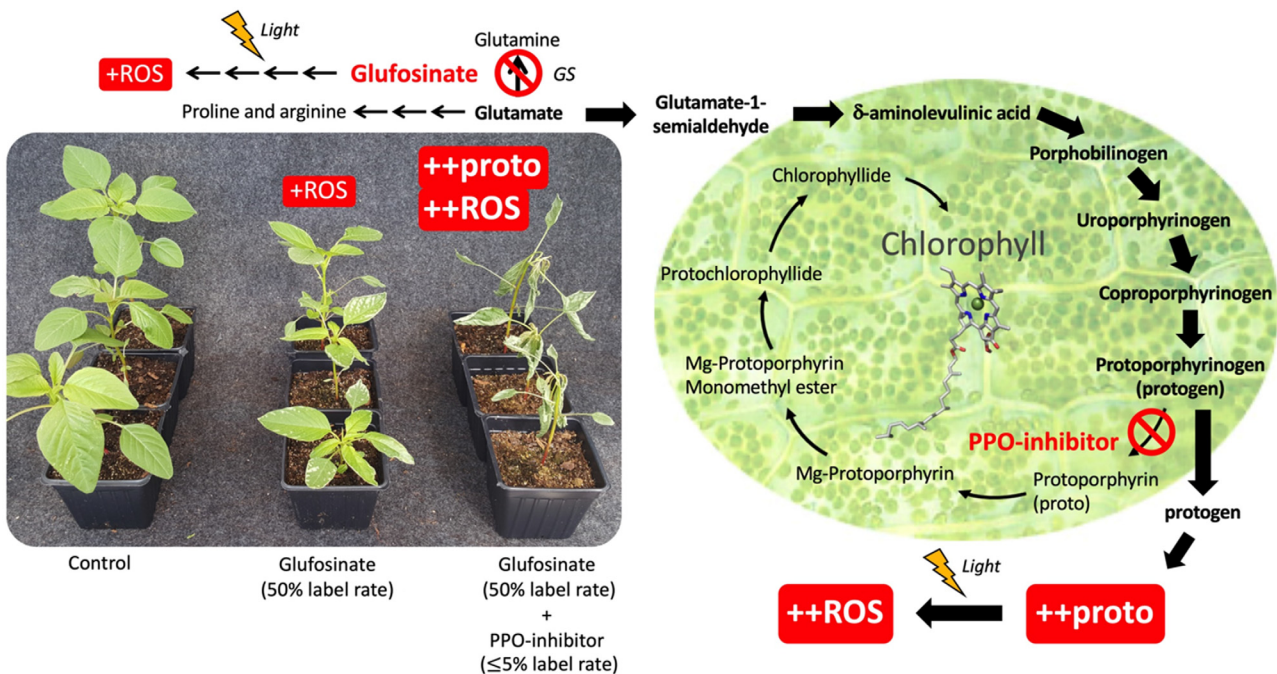 Light
Glutamine
+ROS
Glufosinate
GS
Proline and arginine
Glutamate
Glutamate-1-
semialdehyde
δ-aminolevulinic acid
Porphobilinogen
Uroporphyrinogen
Coproporphyrinogen
Protoporphyrinogen
(protogen)
PPO-inhibitor
Protoporphyrin
(proto)
Mg-Protoporphyrin
Mg-Protoporphyrin
Monomethyl ester
Protochlorophyllide
Chlorophyllide
Chlorophyll
protogen
++proto
Light
++ROS
+ROS
++proto
++ROS
Control
Glufosinate
(50% label rate)
Glufosinate
(50% label rate)
+
PPO-inhibitor
(≤5% label rate)